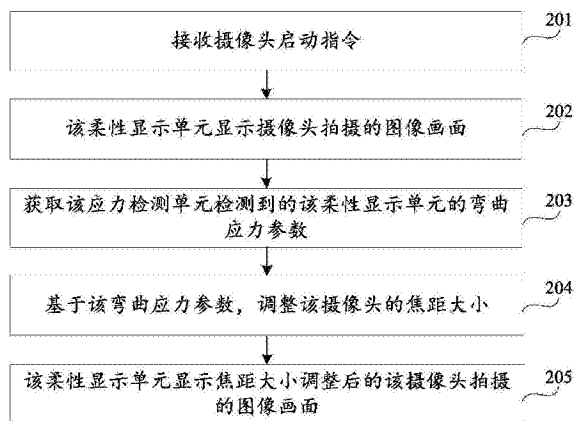 接收摄像头启动指令
201
该柔性显示单元显示摄像头拍摄的图像画面
202
获取该应力检测单元检测到的该柔性显示单元的弯曲
应力参数
203
基于该弯曲应力参数，调整该摄像头的焦距大小
204
该柔性显示单元显示焦距大小调整后的该摄像头拍摄
的图像画面
205